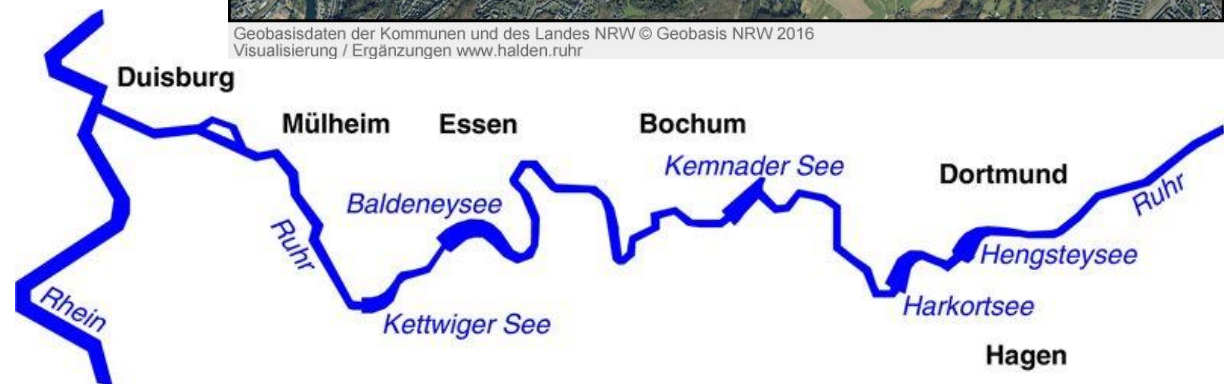 Geobasisdaten der Kommunen und des Landes NRW © Geobasis NRW 2016
Visualisierung / Ergänzungen www.halden.ruhr
Duisburg
Mülheim
Essen
Bochum
Kemnader See
Dortmund
Baldeneysee
Ruhr
Ruhr
Hengsteysee
Rhein
Kettwiger See
Harkortsee
Hagen